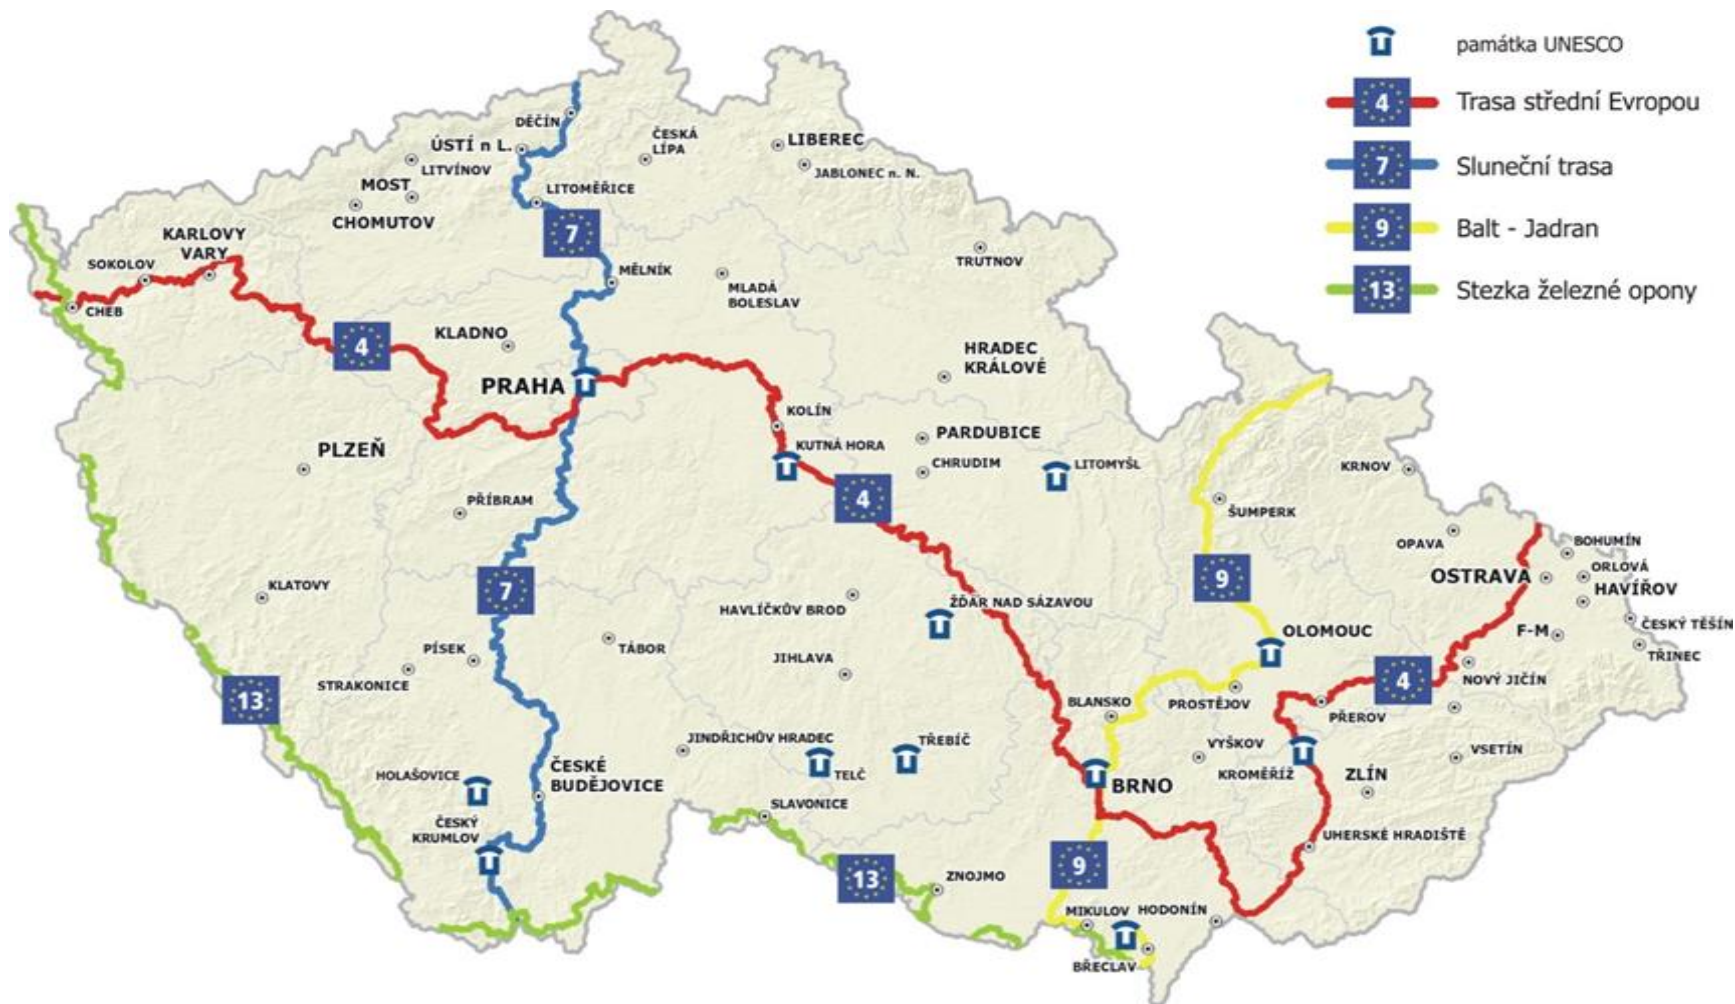 památka UNESCO
4 Trasa střední Evropou
7 Sluneční trasa
9 Balt - Jadran
13 Stezka železné opony
DĚČÍN
ÚSTÍ n L.
ČESKÁ
LÍPA
LIBEREC
LITVÍNOV
JABLONEC n. N.
MOST
LITOMĚŘICE
CHOMUTOV
7
KARLOVY
VARY
SOKOLOV
MĚLNÍK
TRUTNOV
MLADÁ
BOLESLAV
CHEB
KLADNO
4
HRADEC
KRÁLOVÉ
PRAHA
KOLÍN
PARDUBICE
PLZEŇ
KUTNÁ HORA
CHRUDIM
LITOMYŠL
KRNOV
4
PŘÍBRAM
ŠUMPERK
OPAVA
BOHUMÍN
ORLOVÁ
OSTRAVA
HAVÍŘOV
9
KLATOVY
7
HAVLÍČKŮV BROD
ŽĎÁR NAD SÁZAVOU
ČESKÝ TĚŠÍN
F-M
OLOMOUC
TŘINEC
PÍSEK
TÁBOR
JIHLAVA
STRAKONICE
NOVÝ JIČÍN
4
13
BLANSKO
PROSTĚJOV
PŘEROV
JINDŘICHŮV HRADEC
TŘEBÍČ
VYŠKOV
VSETÍN
HOLAŠOVICE
ČESKÉ
BUDĚJOVICE
TELČ
BRNO
KROMĚŘÍŽ
ZLÍN
SLAVONICE
ČESKÝ
KRUMLOV
UHERSKÉ HRADIŠTĚ
9
13
ZNOJMO
MIKULOV
HODONÍN
BŘECLAV